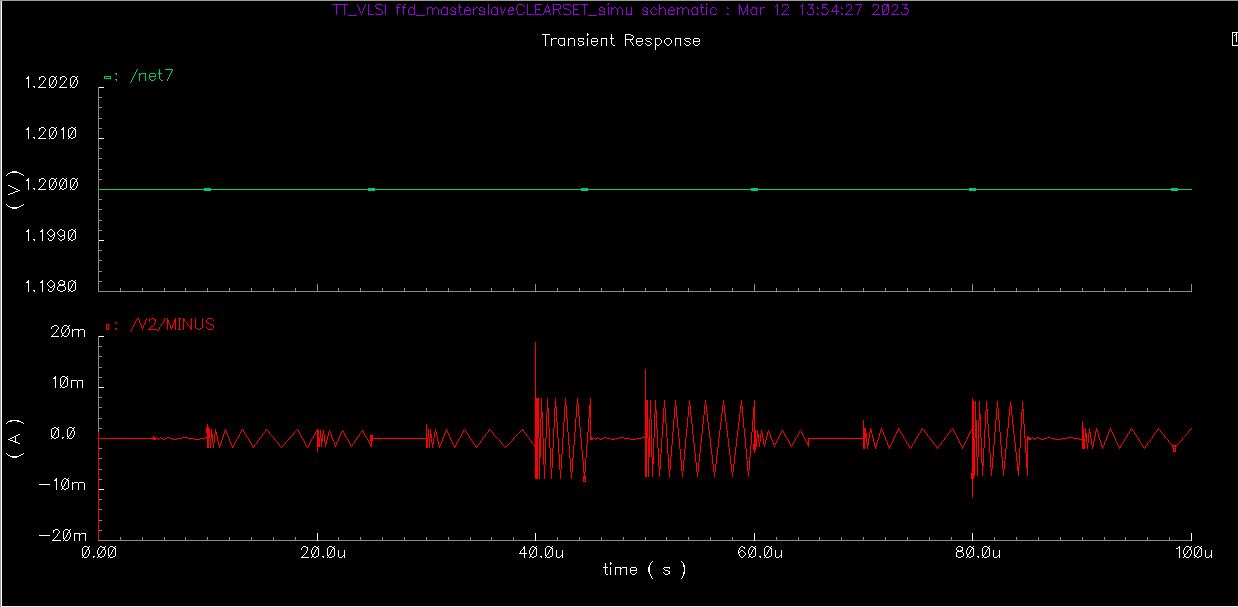 TT_VLSI ffd_masterslaveCLEARSET_simu schematic : Mar 12 13:54:27 2023
Transient Response
1
: /net7
1.2020
1.2010
1.2000
1.1990
1.1980
( V )
: /V2/MINUS
20m
10m
0.0
-10m
-20m
( A )
0.00 20.0u 40.0u 60.0u 80.0u 100u
time ( s )